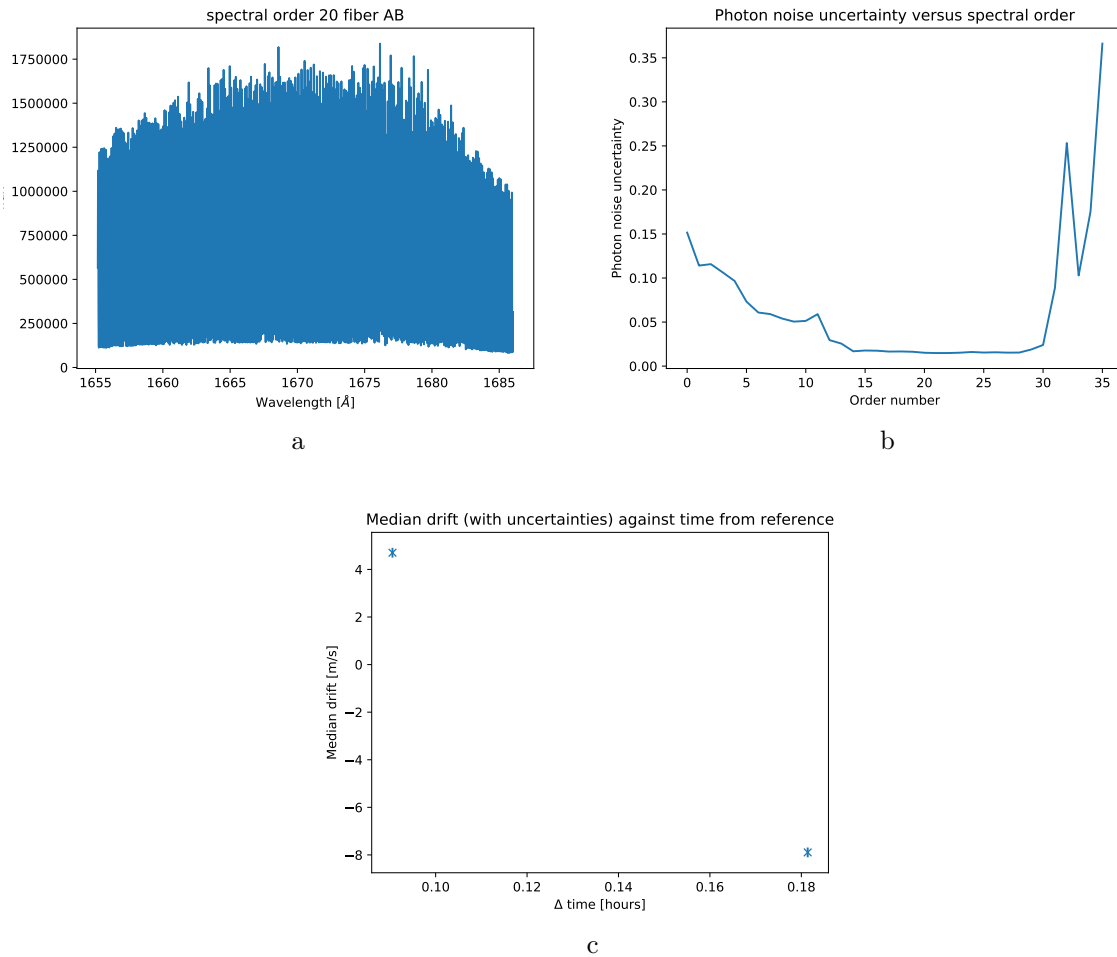 spectral order 20 fiber AB
1750000
1500000
1250000
1000000
750000
500000
250000
0
1655 1660 1665 1670 1675 1680 1685
Wavelength [Å]
a
Photon noise uncertainty versus spectral order
Photon noise uncertainty
0.35
0.30
0.25
0.20
0.15
0.10
0.05
0.00
0 5 10 15 20 25 30 35
Order number
b
Median drift (with uncertainties) against time from reference
Median drift [m/s]
4
2
0
−2
−4
−6
−8
0.10 0.12 0.14 0.16 0.18
Δ time [hours]
c